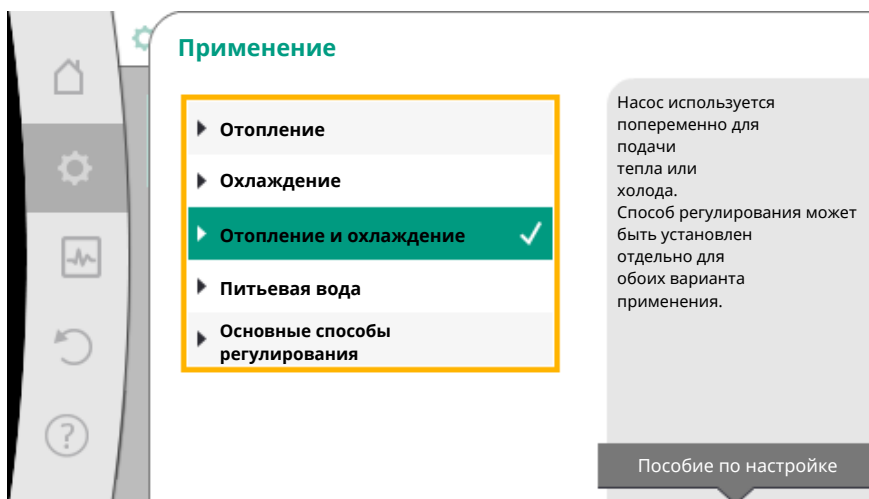 Применение
Отопление
Охлаждение
Отопление и охлаждение
Питьевая вода
Основные способы
регулирования
Насос используется
попеременно для
подачи
тепла или
холода.
Способ регулирования может
быть установлен
отдельно для
обоих варианта
применения.
Пособие по настройке